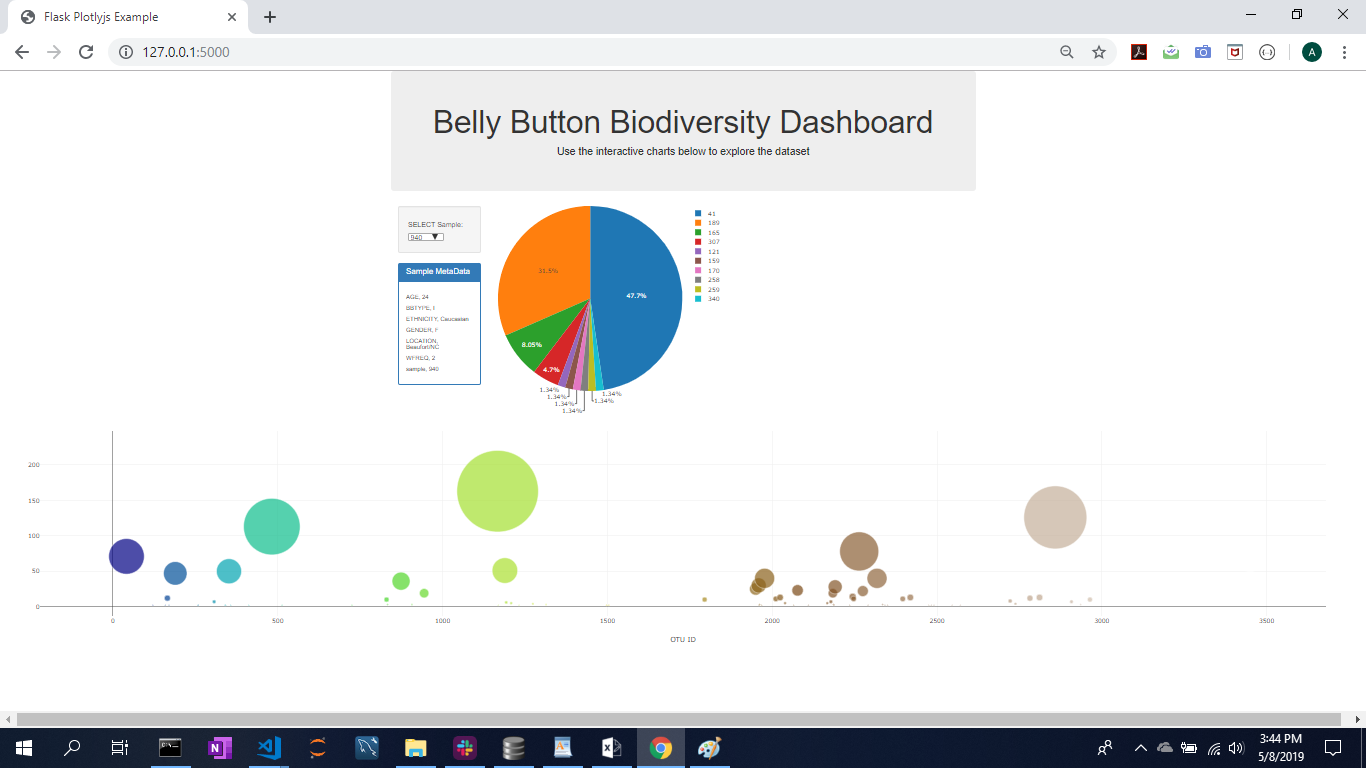 Flask Plotlyjs Example
127.0.0.1:5000
A
Belly Button Biodiversity Dashboard
Use the interactive charts below to explore the dataset
SELECT Sample:
940
Sample MetaData
AGE, 24
BBTYPE, I
ETHNICITY, Caucasian
GENDER, F
LOCATION,
Beaufort/NC
WFREQ, 2
sample, 940
31.5%
47.7%
8.05%
4.7%
1.34%
1.34%
1.34%
1.34%
1.34%
1.34%
41
189
165
307
121
159
170
258
259
340
200
150
100
50
0
0
500
1000
1500
2000
2500
3000
3500
OTU ID
3:44 PM
5/8/2019